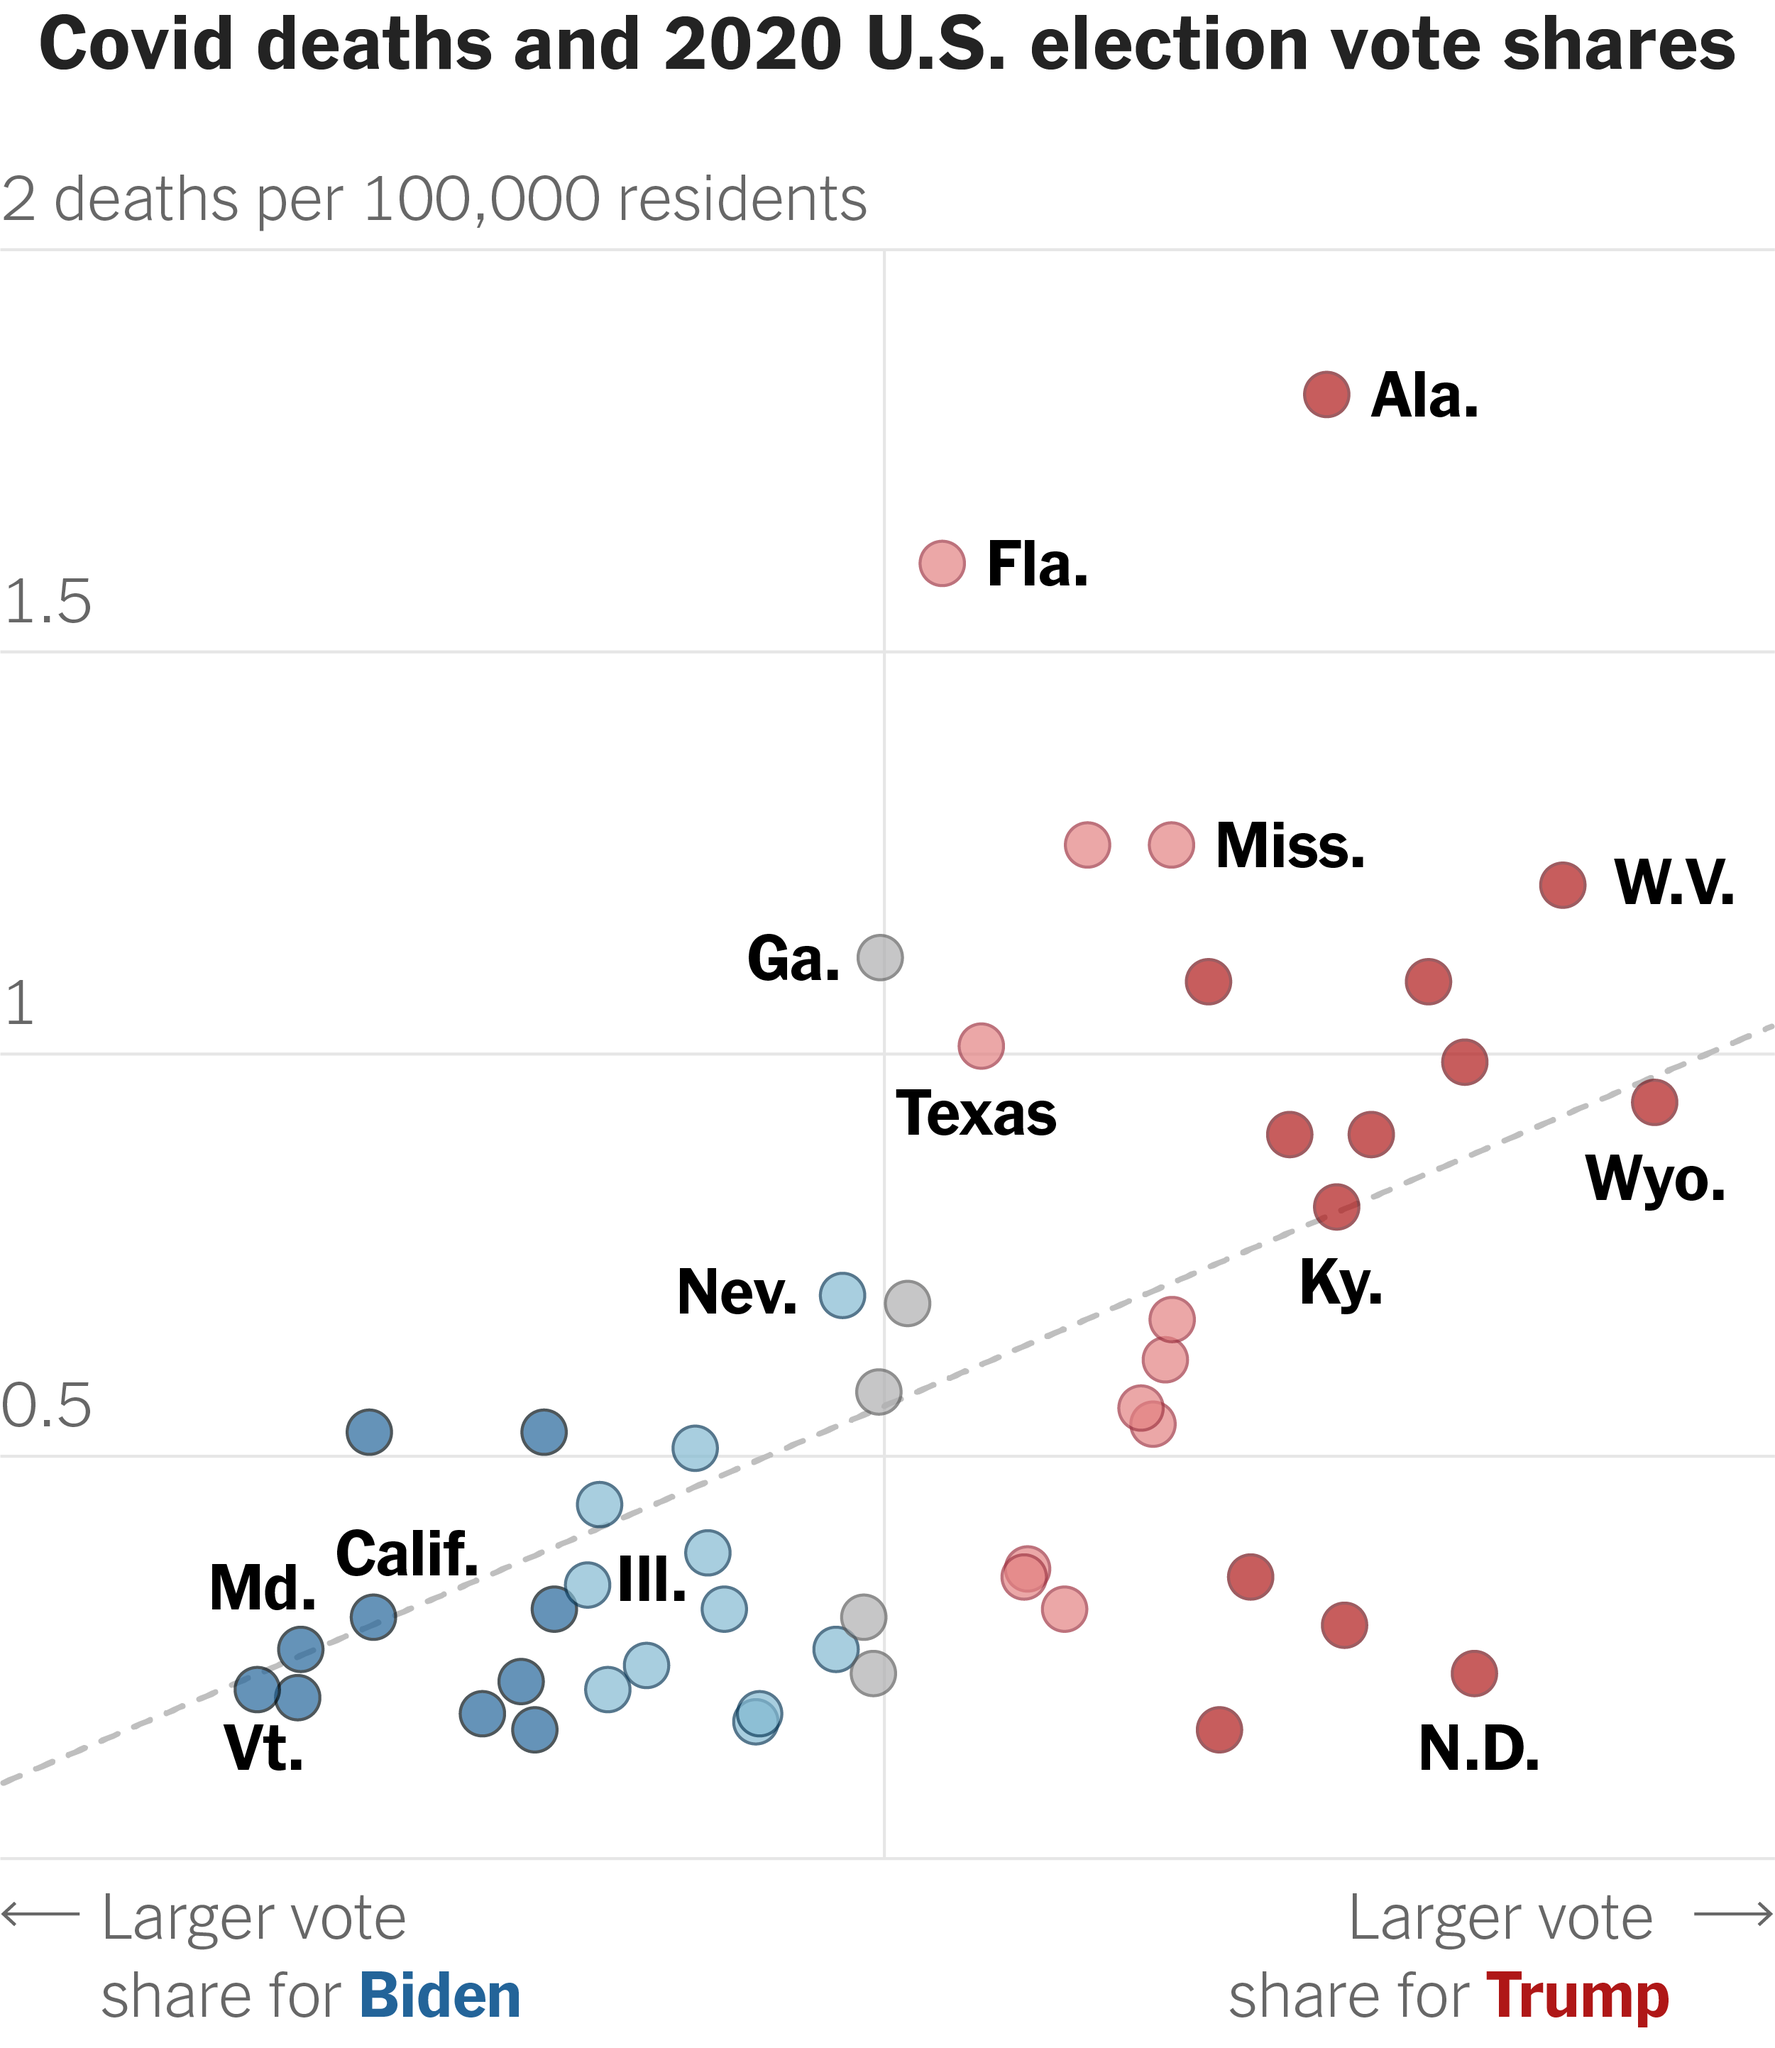 Covid deaths and 2020 U.S. election vote shares
2 deaths per 100,000 residents
Ala.
Fla.
1.5
Miss.
W.V.
Ga.
1
Texas
Wyo.
Ky.
Nev.
0.5
Calif.
Ill.
Md.
Vt.
N.D.
← Larger vote
share for Biden
Larger vote →
share for Trump